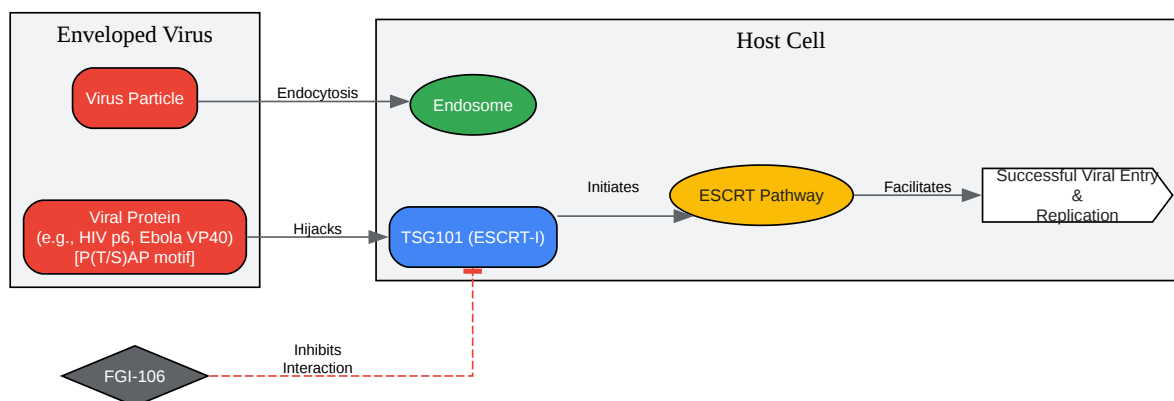 Enveloped Virus
Host Cell
Virus Particle
Endocytosis
Endosome
Viral Protein
(e.g., HIV p6, Ebola VP40)
[P(T/S)AP motif]
Hijacks
TSG101 (ESCRT-I)
Initiates
ESCRT Pathway
Facilitates
Successful Viral Entry
&
Replication
Inhibits
Interaction
FGI-106